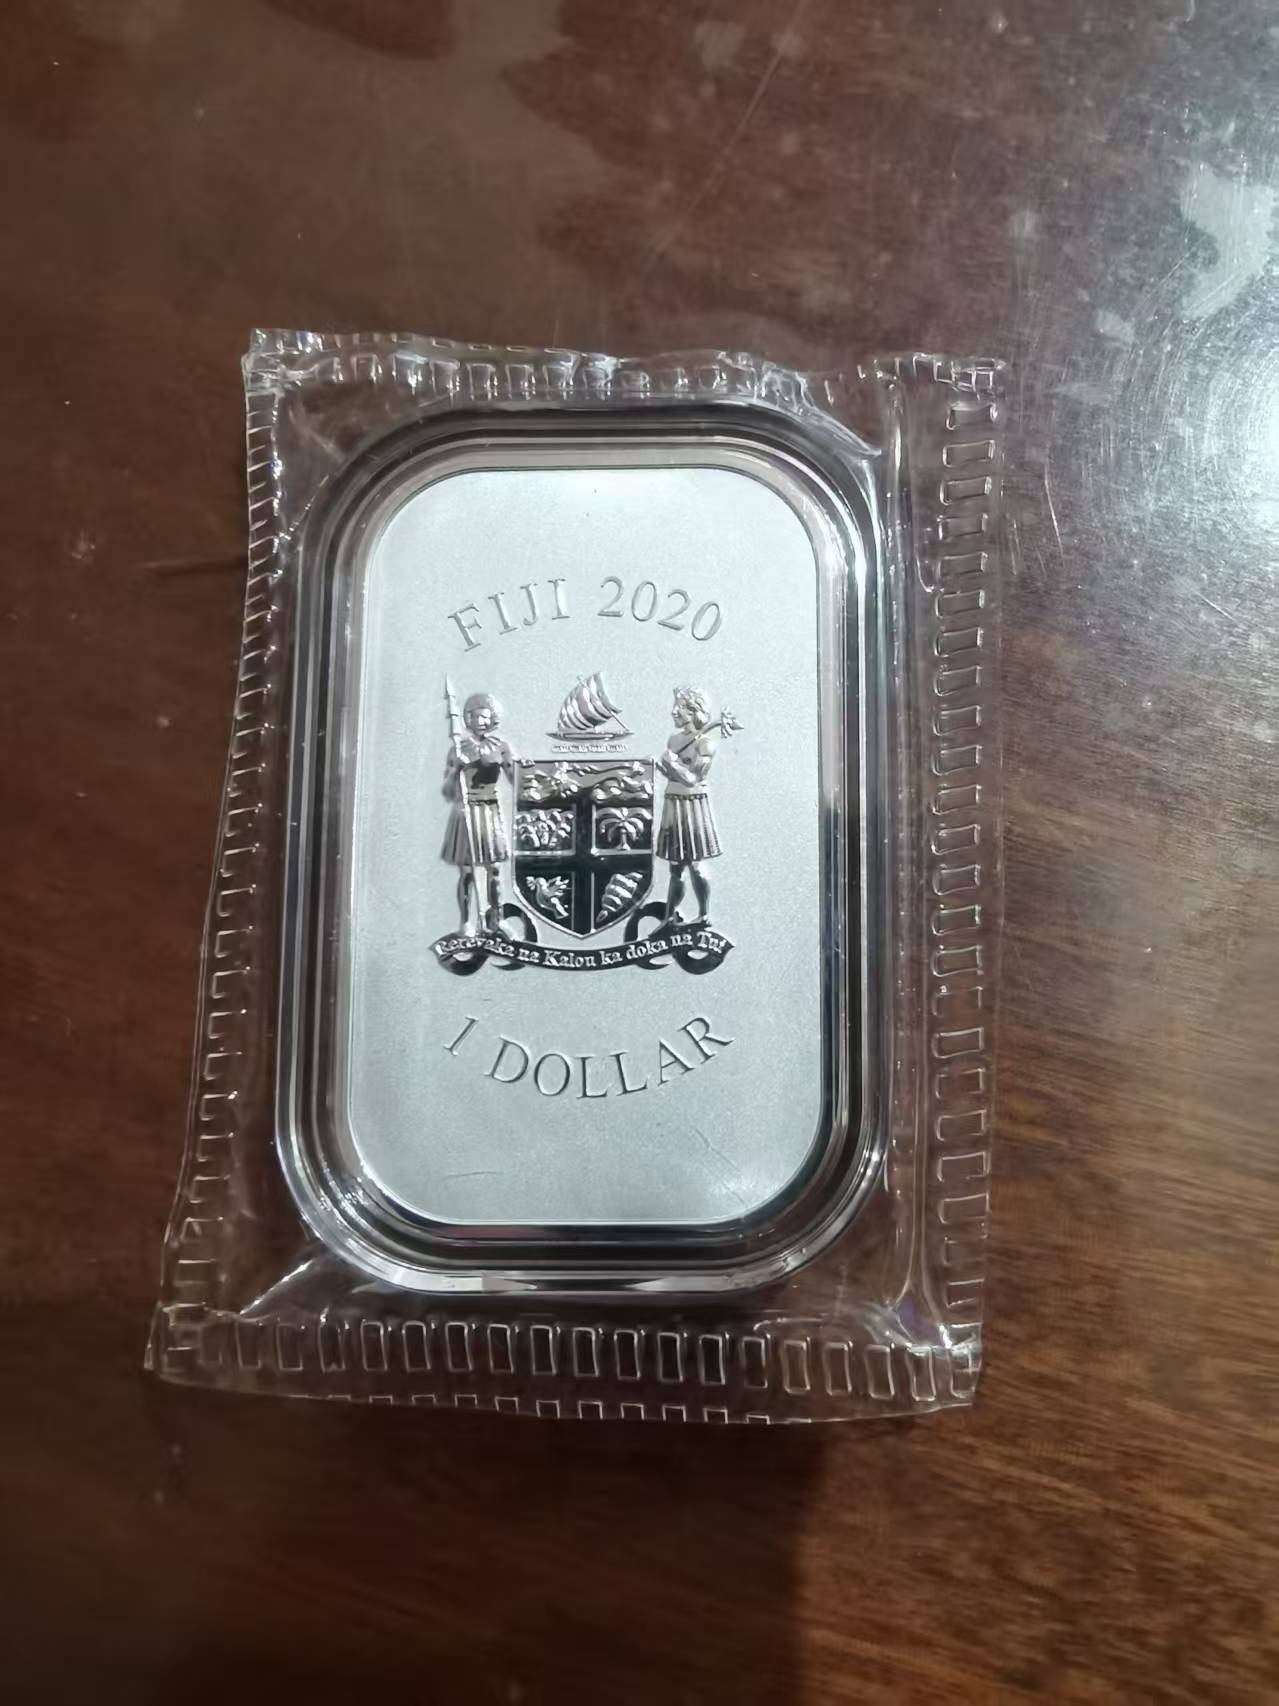 FIJI 2020
Rerevaka na Kalou ka doka na Tui
1 DOLLAR